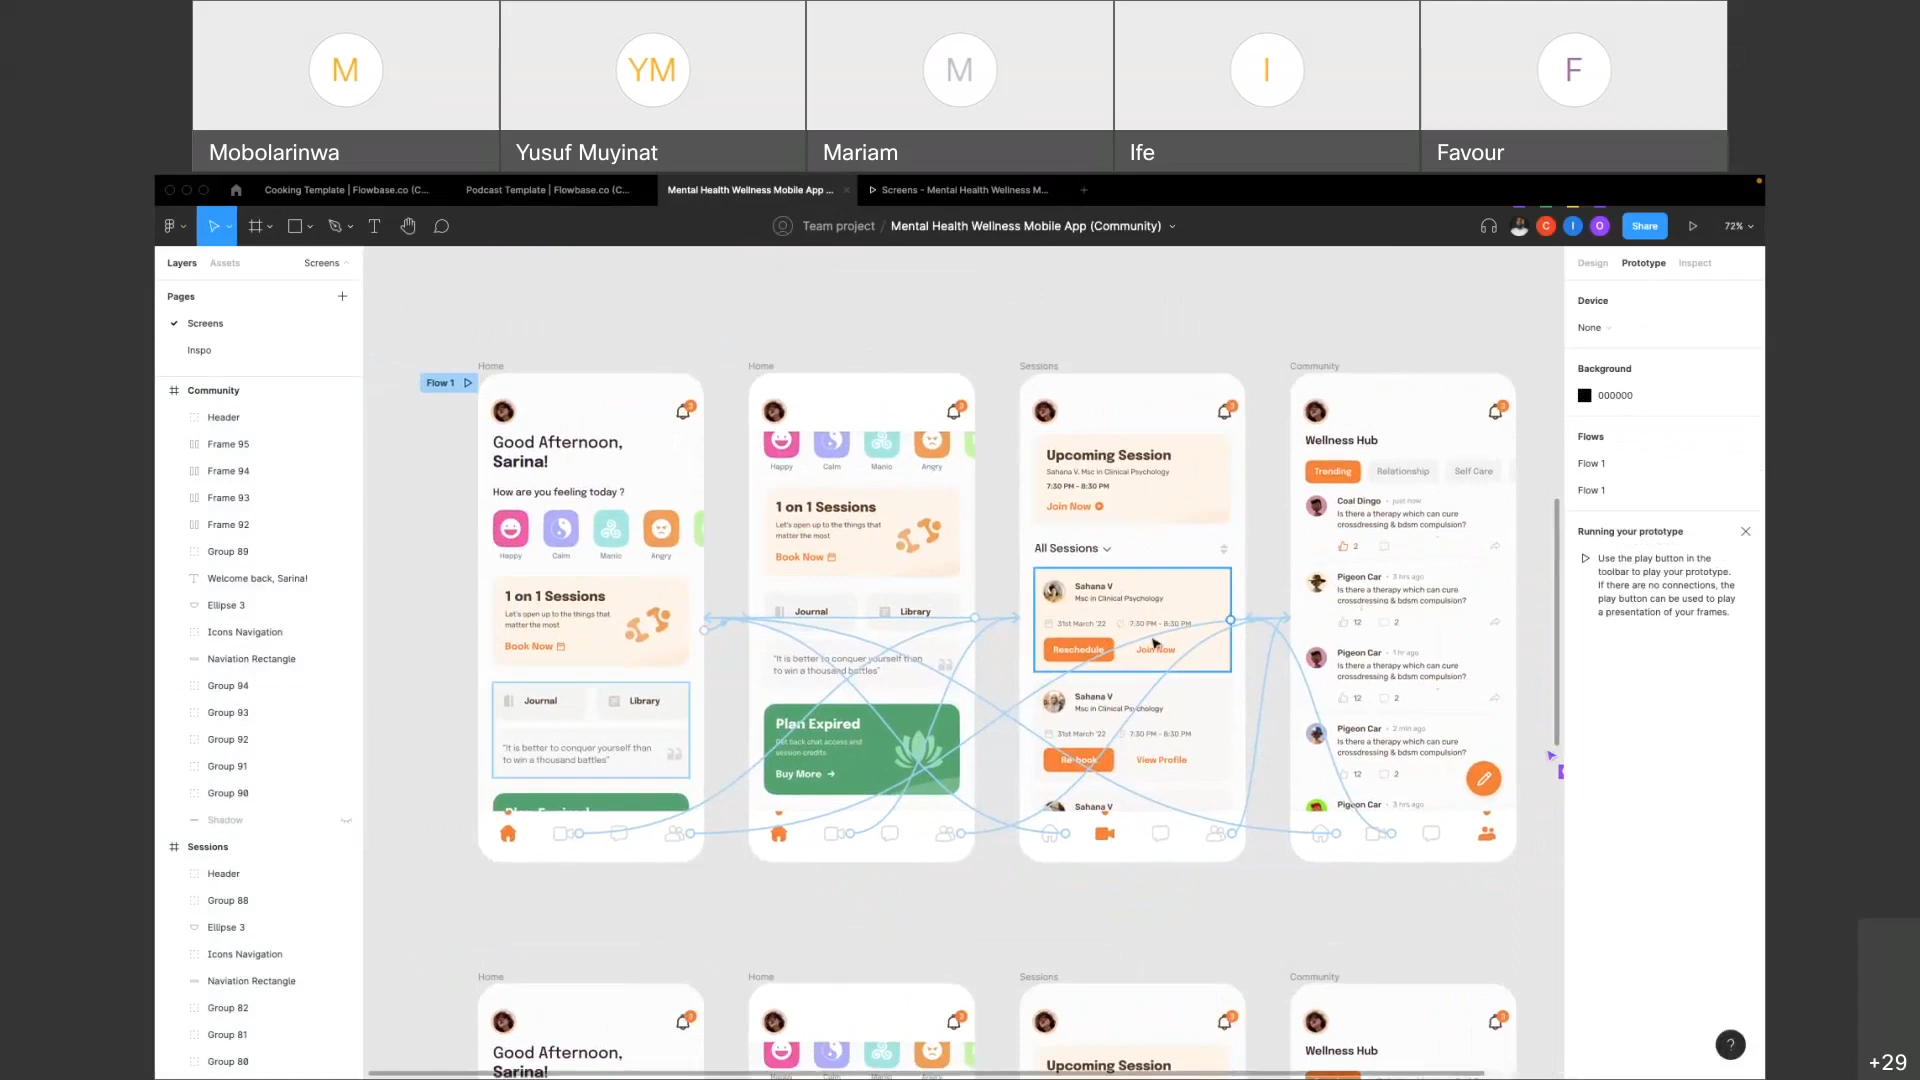 M
YM
M
I
F
Mobolarinwa
Yusuf Muyinat
Mariam
Ife
Favour
Cooking Template | Flowbase.co (C...
Podcast Template | Flowbase.co (C...
Mental Health Wellness Mobile App ...
Screens - Mental Health Wellness M...
Team project / Mental Health Wellness Mobile App (Community)
C
I
O
Share
72%
Layers
Assets
Screens
Pages
Screens
Inspo
Community
Header
Frame 95
Frame 94
Frame 93
Frame 92
Group 89
Welcome back, Sarina!
Ellipse 3
Icons Navigation
Naviation Rectangle
Group 94
Group 93
Group 92
Group 91
Group 90
Shadow
Sessions
Header
Group 88
Ellipse 3
Icons Navigation
Naviation Rectangle
Group 82
Group 81
Group 80
Flow 1
Home
3
Good Afternoon,
Sarina!
How are you feeling today ?
Happy
Calm
Manic
Angry
1 on 1 Sessions
Let's open up to the things that
matter the most
Book Now
Journal
Library
"It is better to conquer yourself than
to win a thousand battles"
Plan Expired
Home
3
Happy
Calm
Manic
Angry
1 on 1 Sessions
Let's open up to the things that
matter the most
Book Now
Journal
Library
"It is better to conquer yourself than
to win a thousand battles"
Plan Expired
Get back chat access and
session credits
Buy More
Sessions
3
Upcoming Session
Sahana V. Msc in Clinical Psychology
7:30 PM - 8:30 PM
Join Now
All Sessions
Sahana V
Msc in Clinical Psychology
31st March '22
7:30 PM - 8:30 PM
Reschedule
Join Now
Sahana V
Msc in Clinical Psychology
31st March '22
7:30 PM - 8:30 PM
Re-book
View Profile
Sahana V
Community
3
Wellness Hub
Trending
Relationship
Self Care
Coal Dingo • just now
Is there a therapy which can cure
crossdressing & bdsm compulsion?
2
Pigeon Car • 3 hrs ago
Is there a therapy which can cure
crossdressing & bdsm compulsion?
12
2
Pigeon Car • 1 hr ago
Is there a therapy which can cure
crossdressing & bdsm compulsion?
12
2
Pigeon Car • 2 min ago
Is there a therapy which can cure
crossdressing & bdsm compulsion?
12
2
Pigeon Car • 3 hrs ago
Home
3
Good Afternoon,
Sarina!
Home
3
Sessions
3
Upcoming Session
Community
3
Wellness Hub
Design
Prototype
Inspect
Device
None
Background
000000
Flows
Flow 1
Flow 1
Running your prototype
Use the play button in the
toolbar to play your prototype.
If there are no connections, the
play button can be used to play
a presentation of your frames.
?
+29